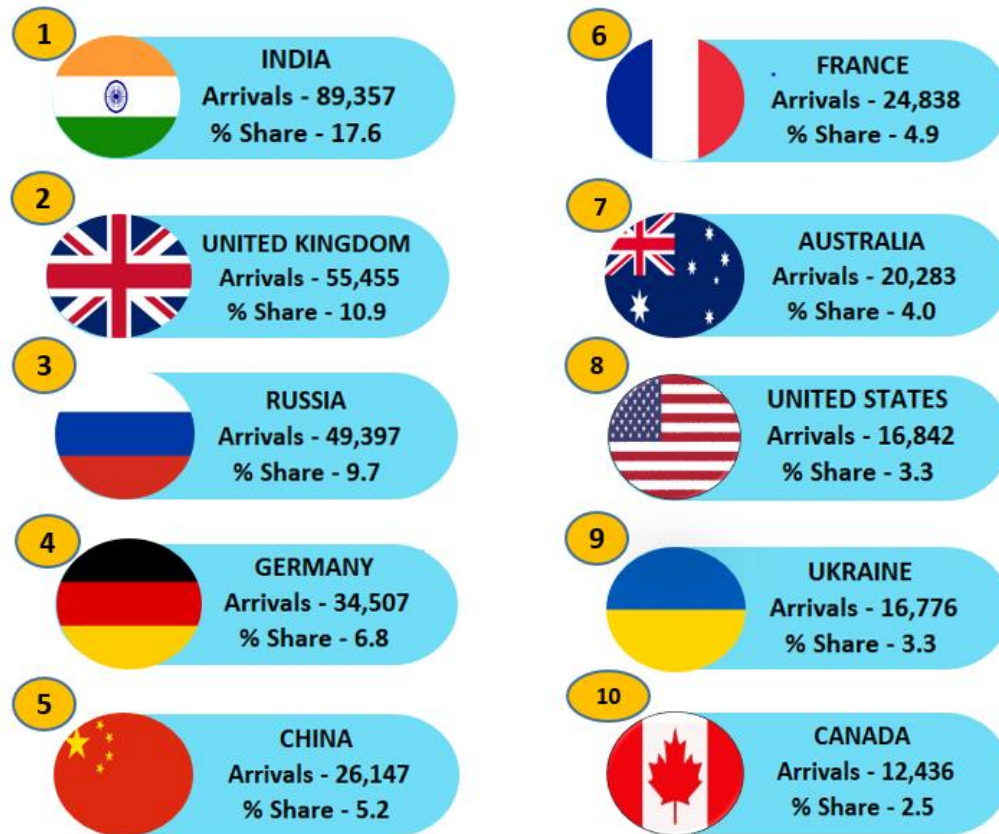 1
INDIA
Arrivals - 89,357
% Share - 17.6
2
UNITED KINGDOM
Arrivals - 55,455
% Share - 10.9
3
RUSSIA
Arrivals - 49,397
% Share - 9.7
4
GERMANY
Arrivals - 34,507
% Share - 6.8
5
CHINA
Arrivals - 26,147
% Share - 5.2
6
FRANCE
Arrivals - 24,838
% Share - 4.9
7
AUSTRALIA
Arrivals - 20,283
% Share - 4.0
8
UNITED STATES
Arrivals - 16,842
% Share - 3.3
9
UKRAINE
Arrivals - 16,776
% Share - 3.3
10
CANADA
Arrivals - 12,436
% Share - 2.5